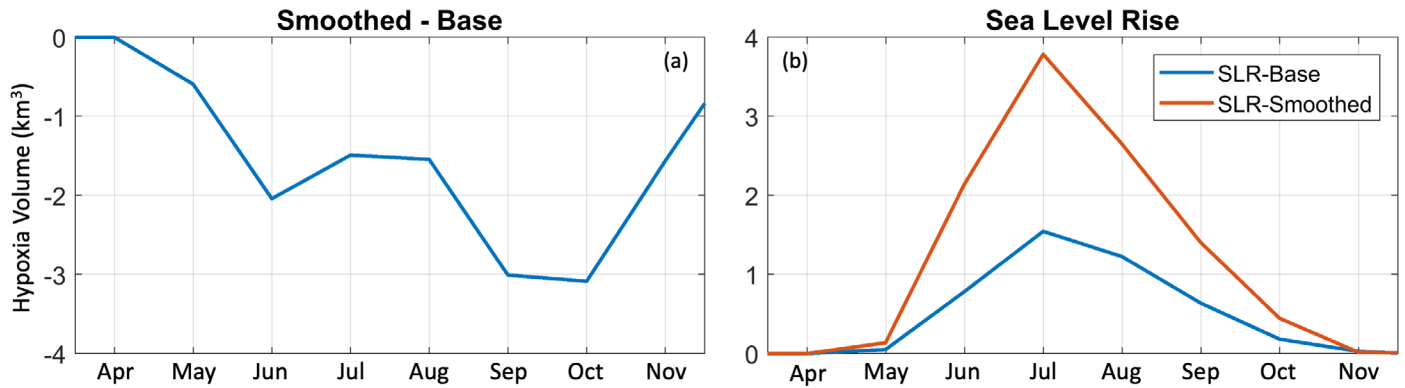 Smoothed - Base
(a)
Hypoxia Volume (km³)
0
-1
-2
-3
-4
Apr May Jun Jul Aug Sep Oct Nov
Sea Level Rise
(b)
SLR-Base
SLR-Smoothed
4
3
2
1
0
Apr May Jun Jul Aug Sep Oct Nov